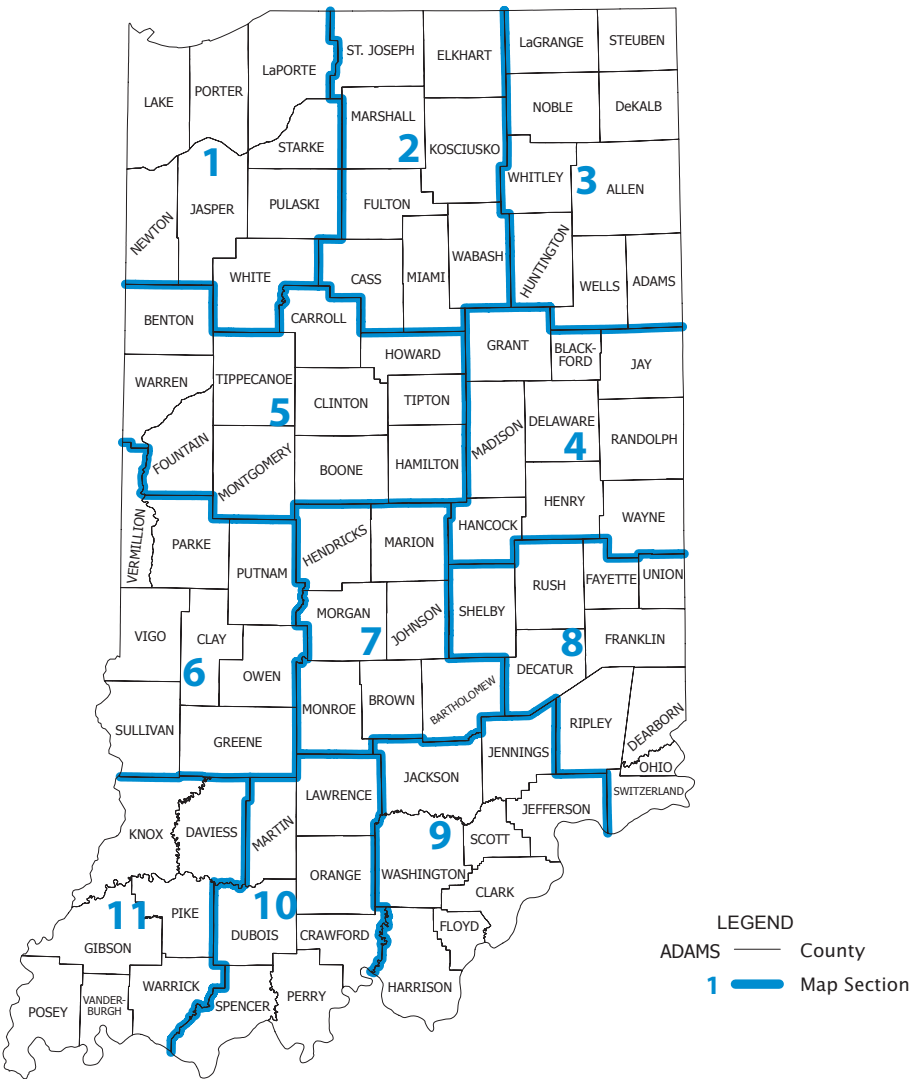 LaGRANGE
STEUBEN
ST. JOSEPH
ELKHART
LaPORTE
PORTER
LAKE
NOBLE
DeKALB
MARSHALL
STARKE
KOSCIUSKO
1
2
3
WHITLEY
ALLEN
JASPER
PULASKI
FULTON
NEWTON
WABASH
HUNTINGTON
WHITE
CASS
MIAMI
WELLS
ADAMS
BENTON
CARROLL
GRANT
HOWARD
BLACK-
FORD
JAY
WARREN
TIPPECANOE
CLINTON
TIPTON
5
MADISON
DELAWARE
4
RANDOLPH
FOUNTAIN
MONTGOMERY
BOONE
HAMILTON
HENRY
HANCOCK
WAYNE
VERMILLION
PARKE
HENDRICKS
MARION
PUTNAM
RUSH
FAYETTE
UNION
SHELBY
MORGAN
JOHNSON
VIGO
CLAY
7
8
FRANKLIN
6
OWEN
DECATUR
MONROE
BROWN
BARTHOLOMEW
SULLIVAN
GREENE
RIPLEY
DEARBORN
JENNINGS
OHIO
JACKSON
SWITZERLAND
LAWRENCE
JEFFERSON
KNOX
DAVIESS
MARTIN
9
SCOTT
ORANGE
WASHINGTON
CLARK
10
11
PIKE
DUBOIS
CRAWFORD
FLOYD
GIBSON
WARRICK
HARRISON
PERRY
SPENCER
POSEY
VANDER-
BURGH
LEGEND
ADAMS County
1 Map Section